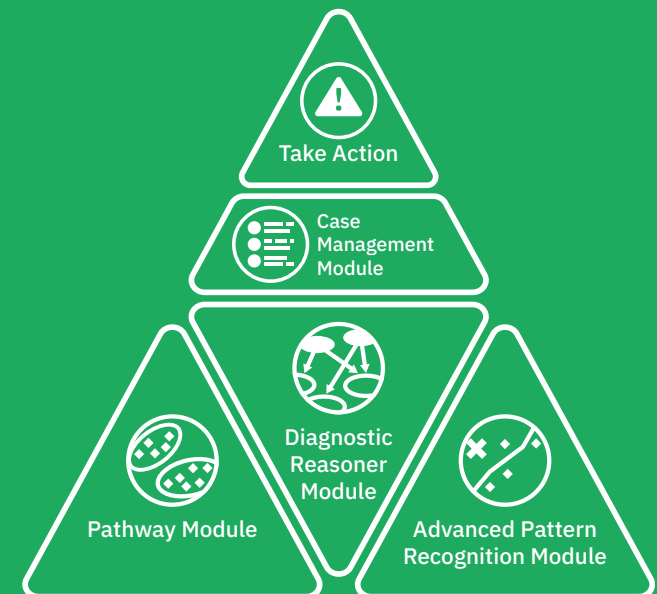 Take Action
Case
Management
Module
Diagnostic
Reasoner
Module
Pathway Module
Advanced Pattern
Recognition Module